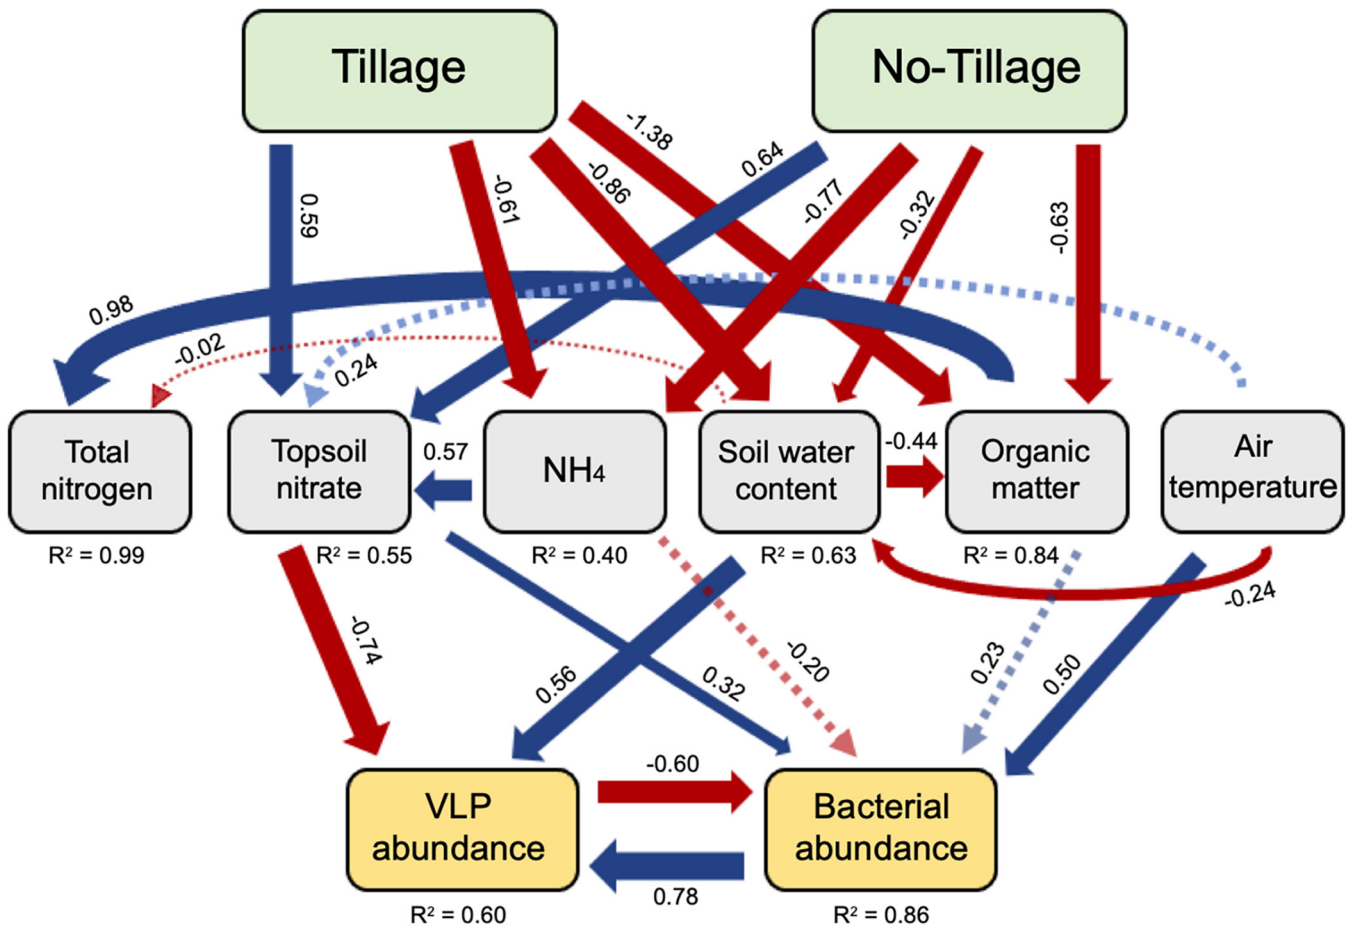 Tillage
No-Tillage
-1.38
0.64
-0.61
-0.86
-0.77
-0.32
0.59
-0.63
0.98
-0.02
0.24
Total
nitrogen
Topsoil
nitrate
0.57
NH₄
Soil water
content
-0.44
Organic
matter
Air
temperature
R² = 0.99
R² = 0.55
R² = 0.40
R² = 0.63
R² = 0.84
-0.24
-0.74
0.56
0.32
-0.20
0.23
0.50
-0.60
VLP
abundance
Bacterial
abundance
0.78
R² = 0.60
R² = 0.86